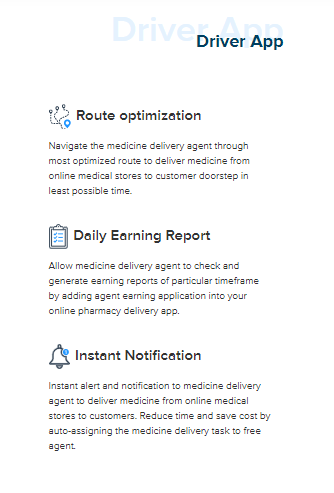 Driver App
Driver App
Route optimization
Navigate the medicine delivery agent through
most optimized route to deliver medicine from
online medical stores to customer doorstep in
least possible time.
Daily Earning Report
Allow medicine delivery agent to check and
generate earning reports of particular timeframe
by adding agent earning application into your
online pharmacy delivery app.
Instant Notification
Instant alert and notification to medicine delivery
agent to deliver medicine from online medical
stores to customers. Reduce time and save cost by
auto-assigning the medicine delivery task to free
agent.